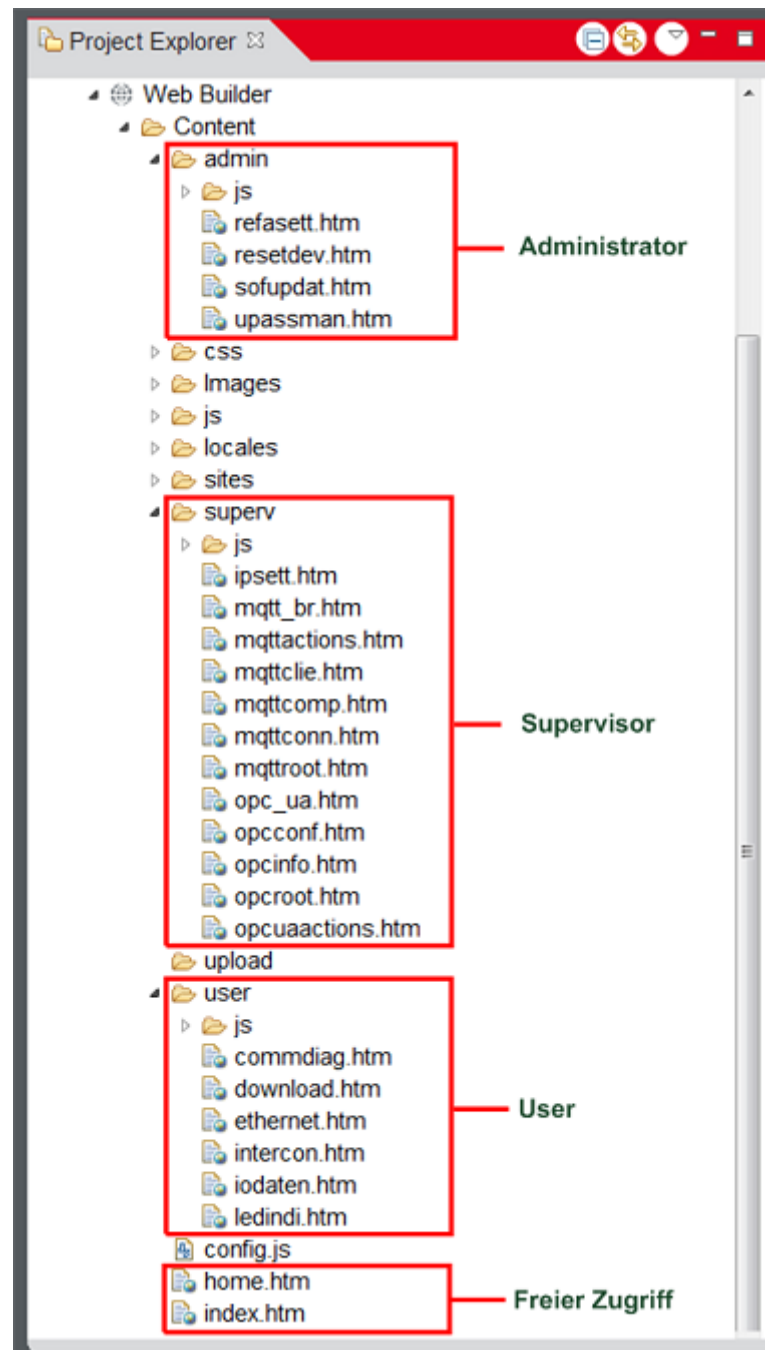 Project Explorer
Web Builder
Content
admin
js
refasett.htm
resetdev.htm
Administrator
sofupdat.htm
upassman.htm
css
Images
js
locales
sites
superv
js
ipsett.htm
mqtt_br.htm
mqttactions.htm
mqttclie.htm
mqttcomp.htm
Supervisor
mqttconn.htm
mqttroot.htm
opc_ua.htm
opcconf.htm
opcinfo.htm
opcroot.htm
opcuaactions.htm
upload
user
js
commdiag.htm
download.htm
User
ethernet.htm
intercon.htm
iodaten.htm
ledindi.htm
config.js
home.htm
Freier Zugriff
index.htm